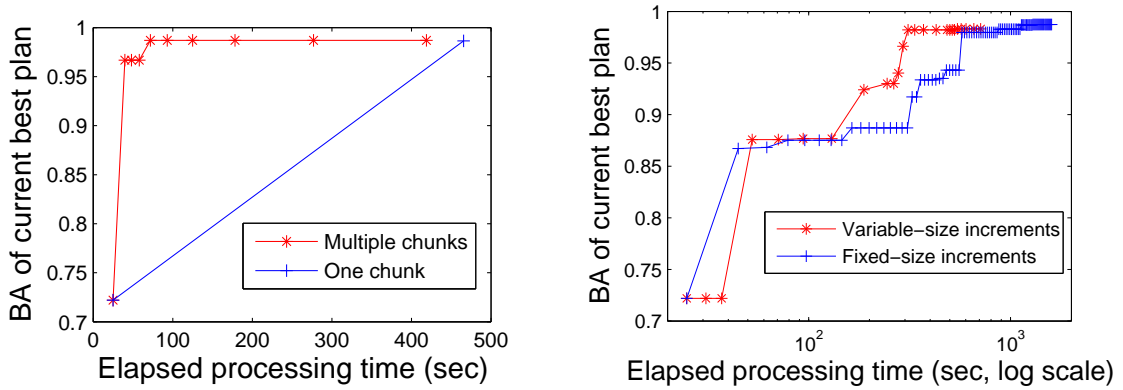 BA of current best plan
1
0.95
0.9
0.85
0.8
0.75
0.7
0 100 200 300 400 500
Elapsed processing time (sec)
Multiple chunks
One chunk
BA of current best plan
1
0.95
0.9
0.85
0.8
0.75
0.7
10^2 10^3
Elapsed processing time (sec, log scale)
Variable−size increments
Fixed−size increments